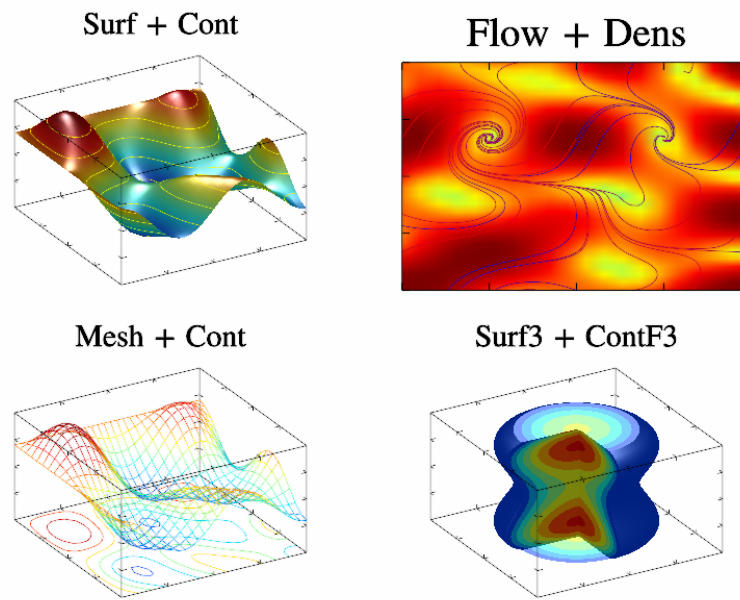 Surf + Cont
Flow + Dens
Mesh + Cont
Surf3 + ContF3